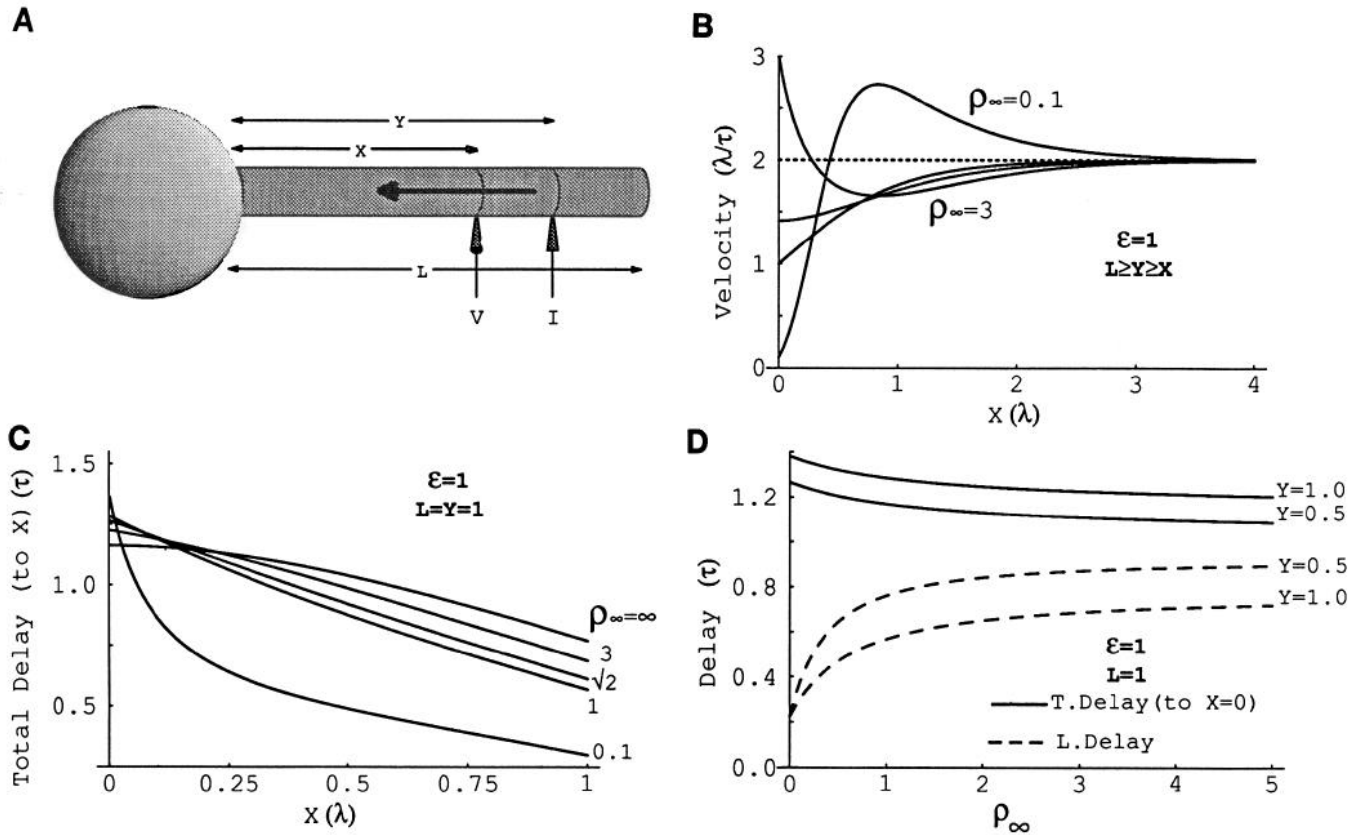 A
Y
X
L
V
I
B
Velocity (λ/τ)
3
2
1
0
ρ∞=0.1
ρ∞=3
ε=1
L≥Y≥X
0 1 2 3 4
X (λ)
C
Total Delay (to X) (τ)
1.5
1.0
0.5
ε=1
L=Y=1
ρ∞=∞
3
√2
1
0.1
0 0.25 0.5 0.75 1
X (λ)
D
Delay (τ)
1.2
0.8
0.4
0.0
Y=1.0
Y=0.5
Y=0.5
Y=1.0
ε=1
L=1
T.Delay(to X=0)
L.Delay
0 1 2 3 4 5
ρ∞